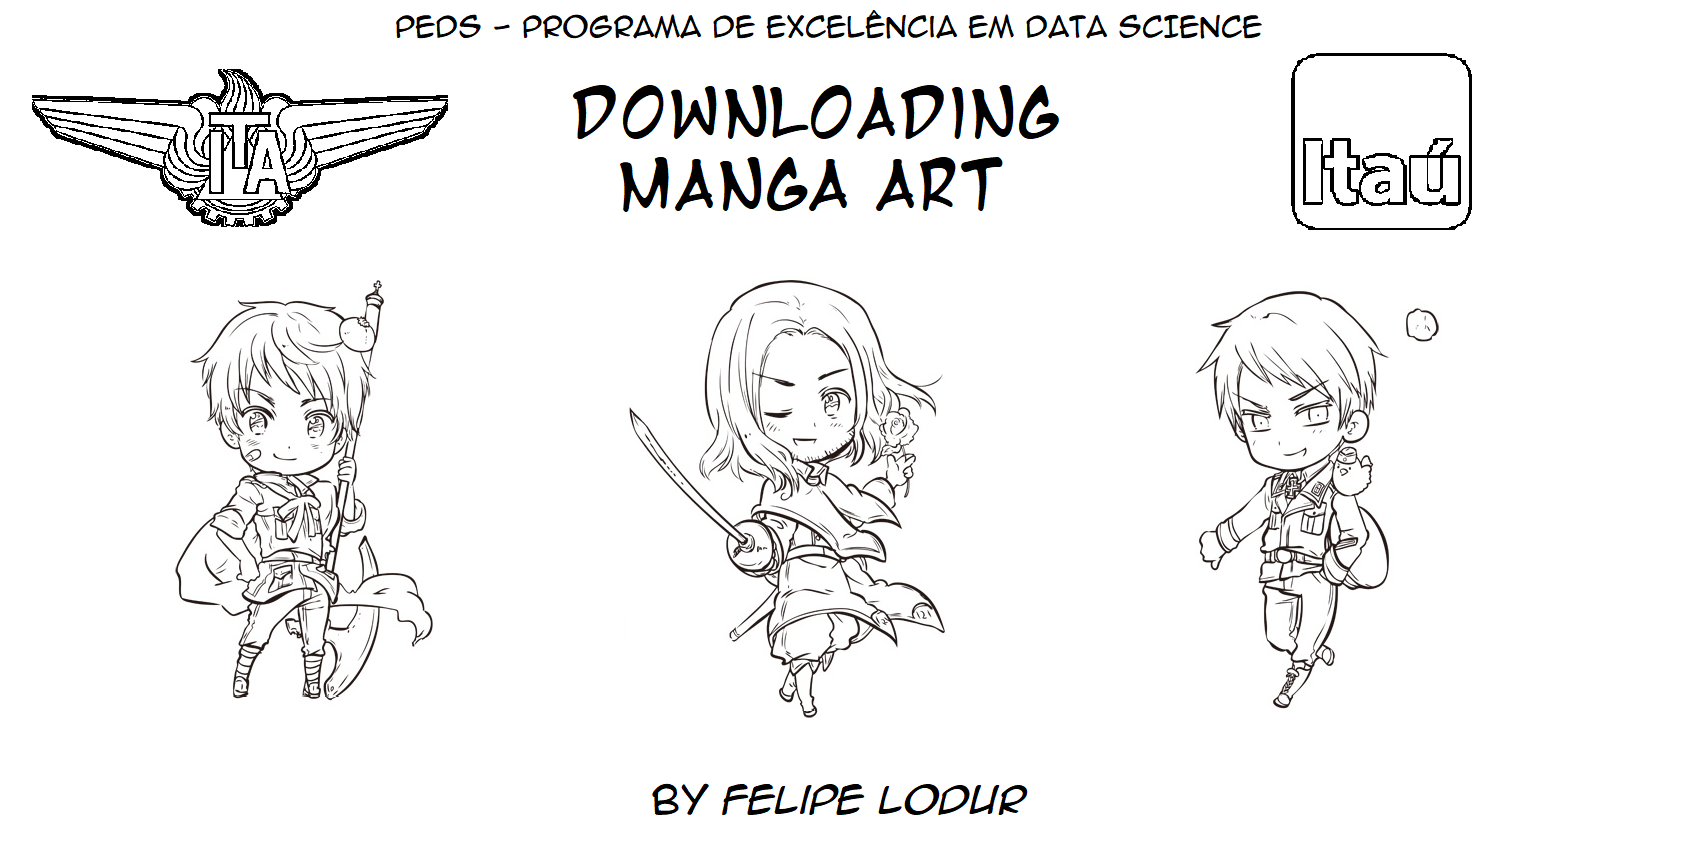 PEDS - PROGRAMA DE EXCELÊNCIA EM DATA SCIENCE
ITA
DOWNLOADING
MANGA ART
Itaú
BY FELIPE LODUR